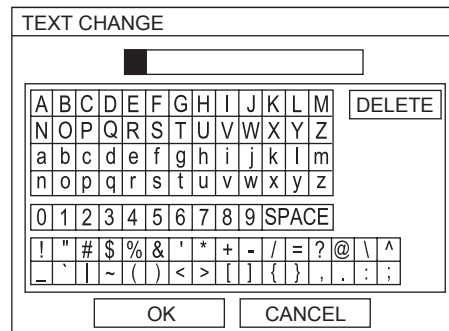 TEXT CHANGE
A B C D E F G H I J K L M DELETE
N O P Q R S T U V W X Y Z
a b c d e f g h i j k l m
n o p q r s t u v w x y z
0 1 2 3 4 5 6 7 8 9 SPACE
! " # $ % & ' * + - / = ? @ \ ^
_ ` | ~ ( ) < > [ ] { } , . : ;
OK CANCEL